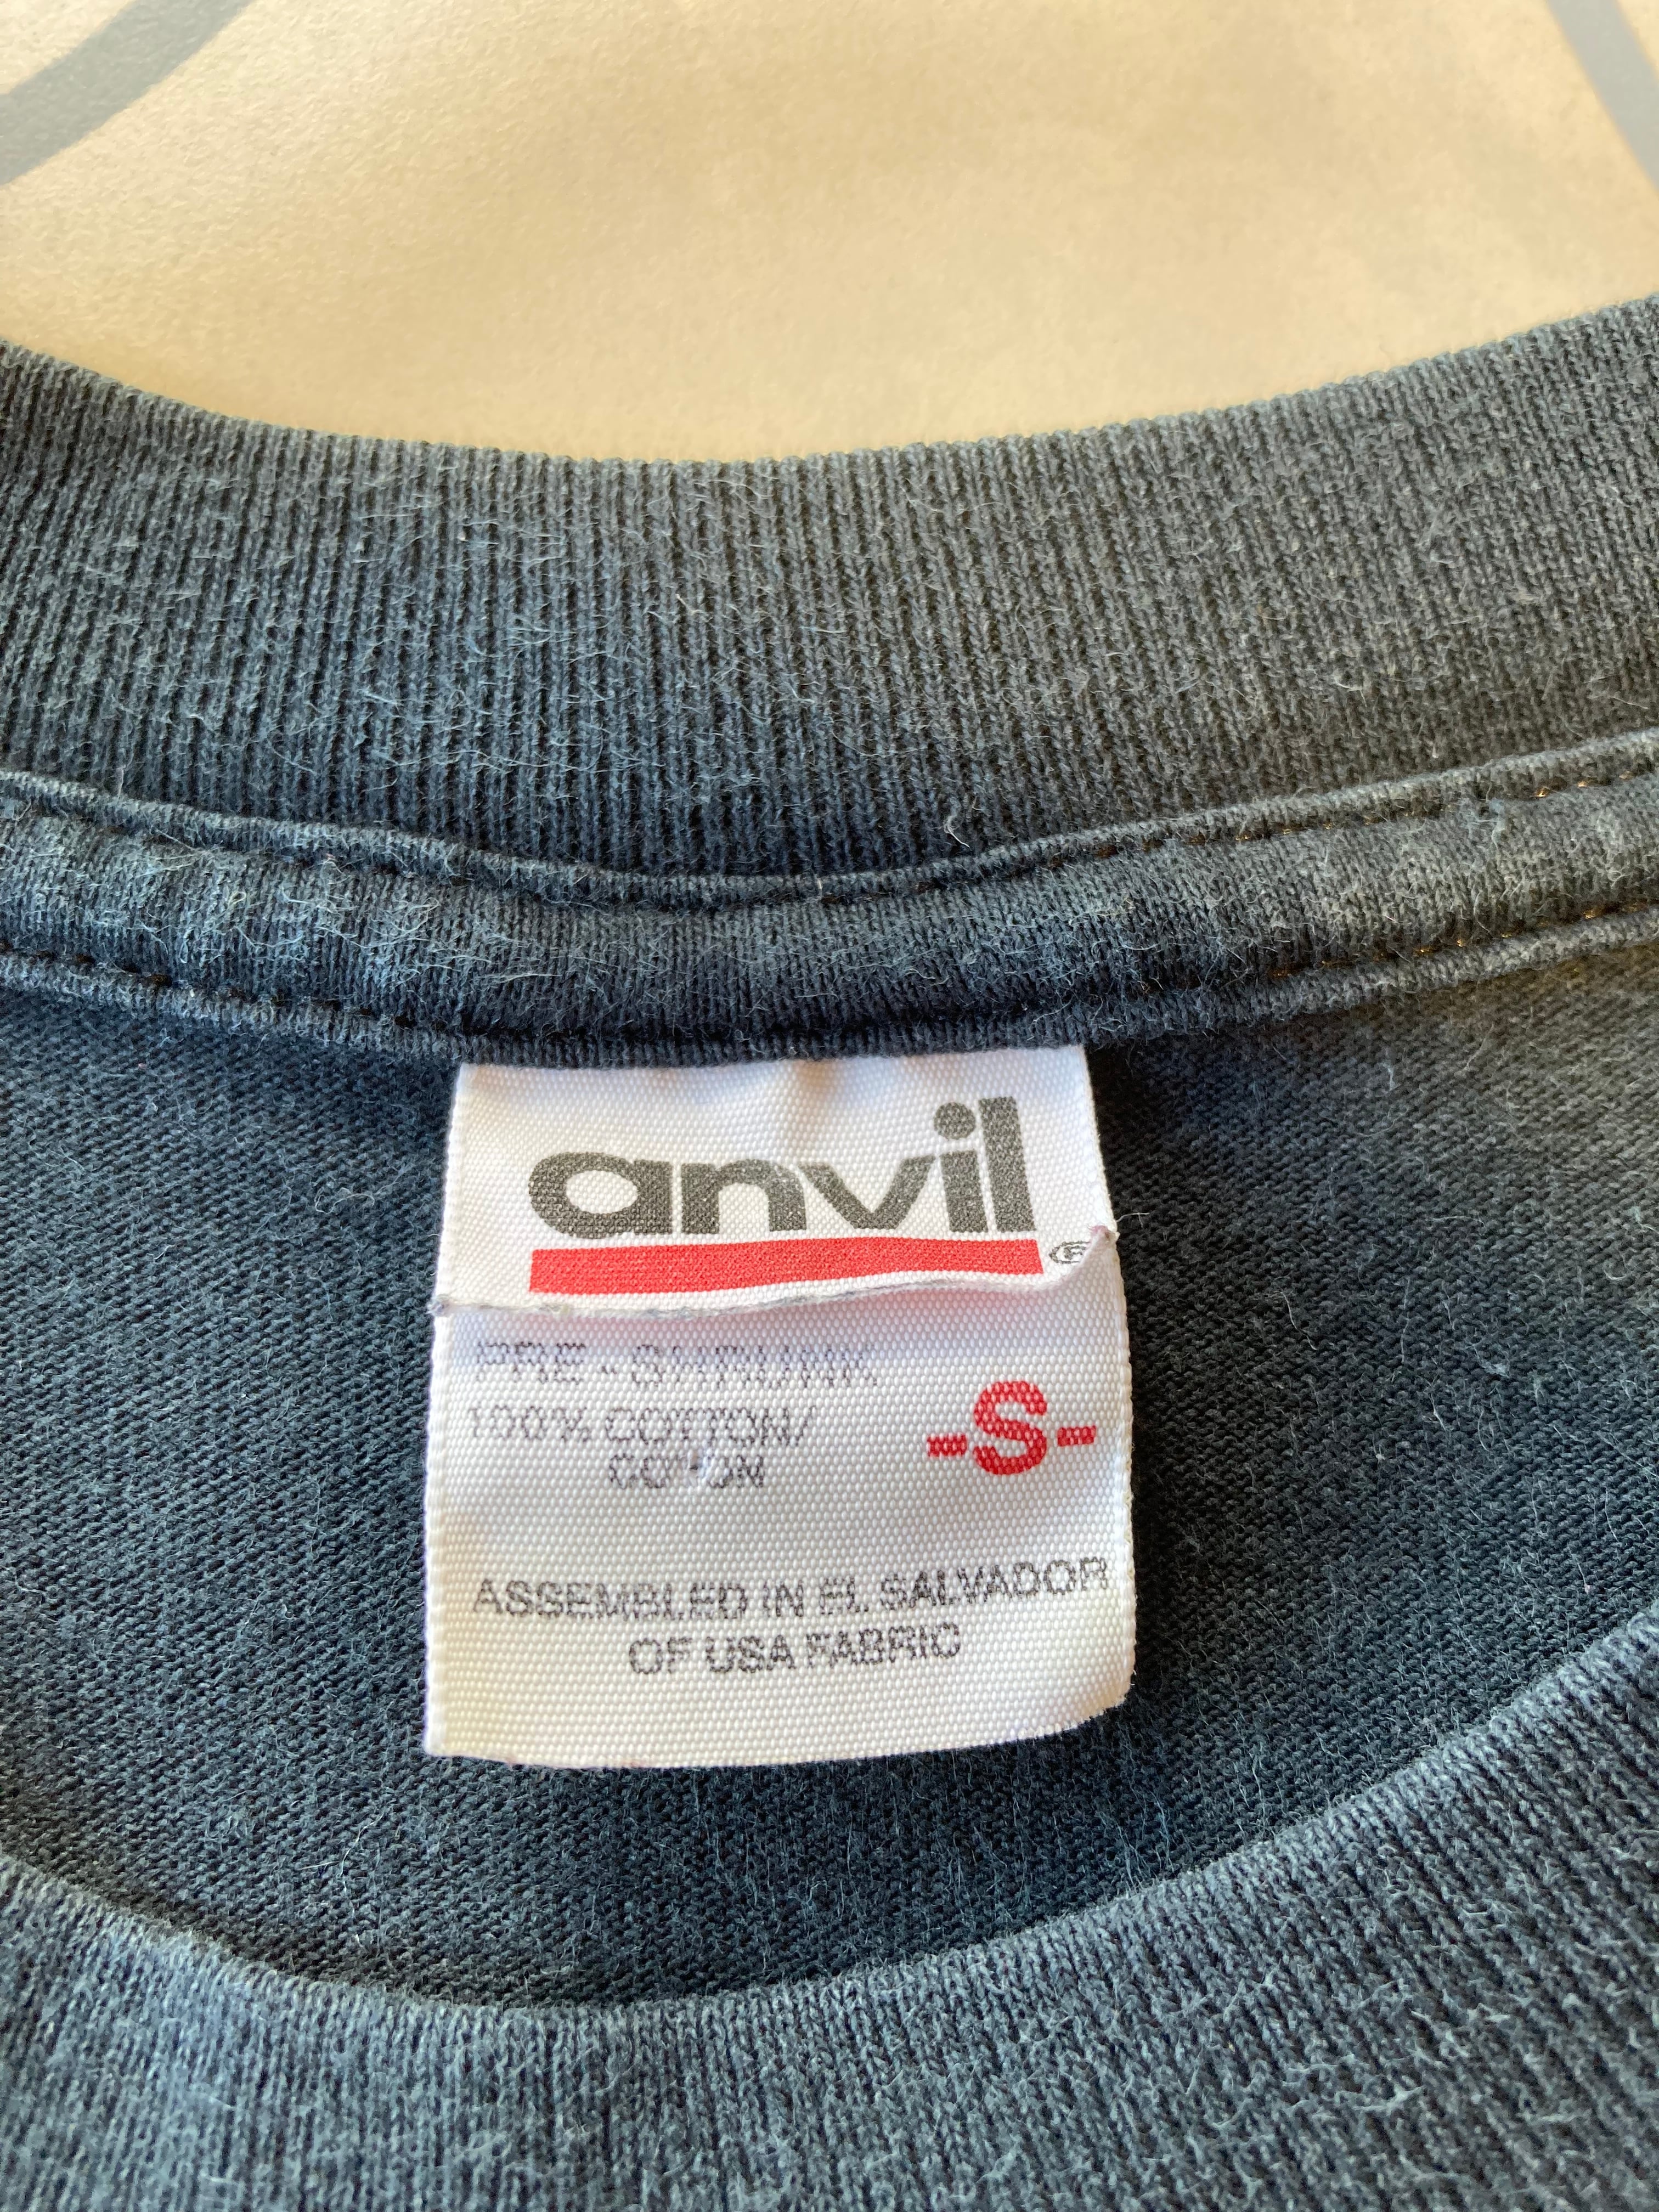 anvil
®
PRE-SHRUNK
100% COTTON/
COTON
-S-
ASSEMBLED IN EL SALVADOR
OF USA FABRIC